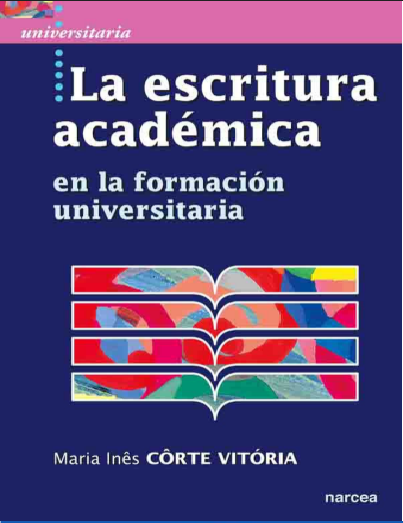 universitaria
La escritura
académica
en la formación
universitaria
Maria Inês CÔRTE VITÓRIA
narcea